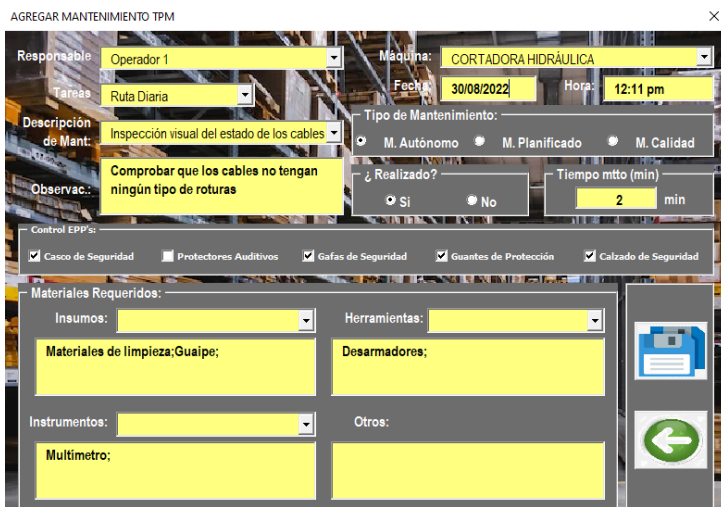 AGREGAR MANTENIMIENTO TPM
Responsable Operador 1 Máquina: CORTADORA HIDRÁULICA
Tareas Ruta Diaria Fecha: 30/08/2022 Hora: 12:11 pm
Descripción de Mant: Inspección visual del estado de los cables
Tipo de Mantenimiento:
M. Autónomo M. Planificado M. Calidad
Observac.: Comprobar que los cables no tengan
ningún tipo de roturas
¿ Realizado? Tiempo mtto (min)
Si No 2 min
Control EPP's:
Casco de Seguridad Protectores Auditivos Gafas de Seguridad Guantes de Protección Calzado de Seguridad
Materiales Requeridos:
Insumos: Herramientas:
Materiales de limpieza;Guaipe; Desarmadores;
Instrumentos: Otros:
Multimetro;